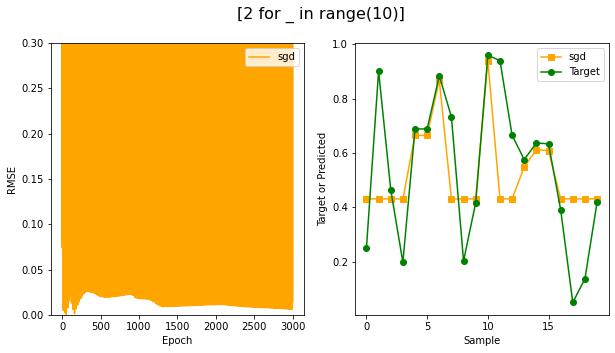 [2 for _ in range(10)]
sgd
RMSE
0.30
0.25
0.20
0.15
0.10
0.05
0.00
0
500
1000
1500
2000
2500
3000
Epoch
sgd
Target
Target or Predicted
1.0
0.8
0.6
0.4
0.2
0
5
10
15
Sample